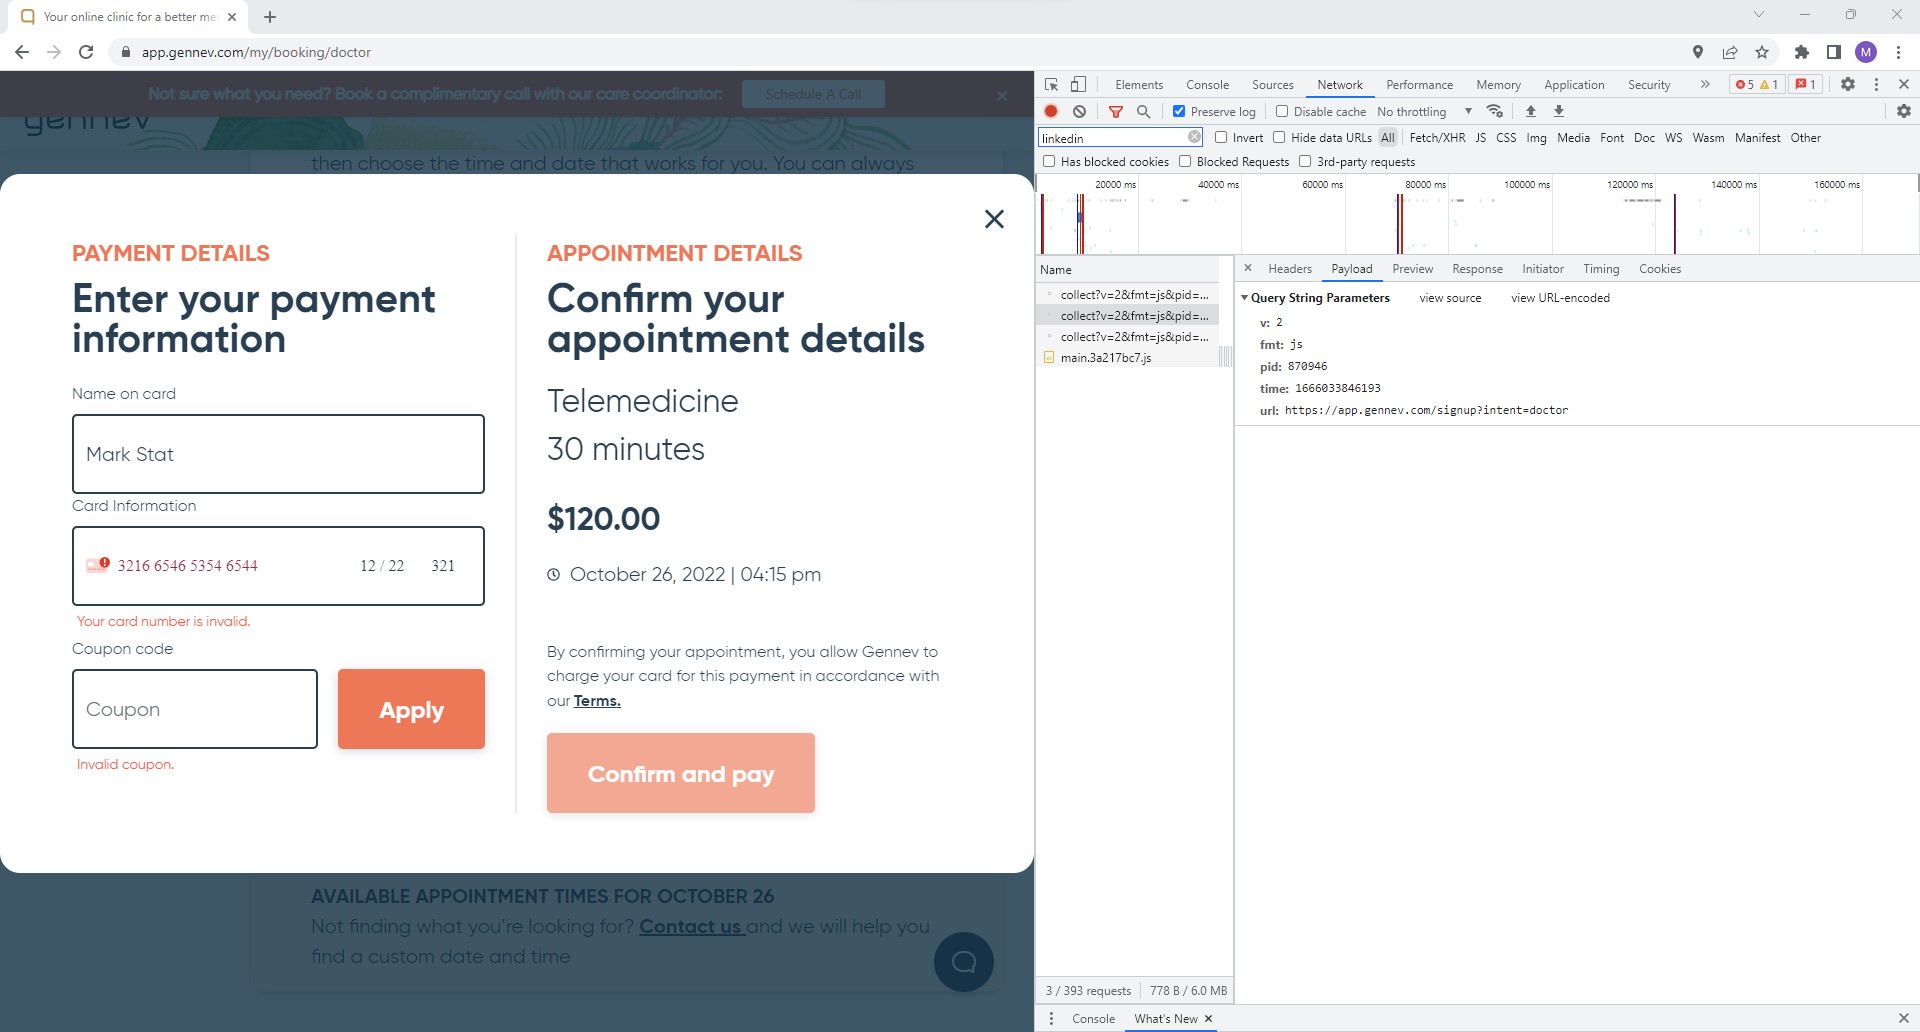 Your online clinic for a better me
app.gennev.com/my/booking/doctor
M
Not sure what you need? Book a complimentary call with our care coordinator:
Schedule A Call
gennev
then choose the time and date that works for you. You can always
PAYMENT DETAILS
Enter your payment
information
Name on card
Mark Stat
Card Information
3216 6546 5354 6544 12 / 22 321
Your card number is invalid.
Coupon code
Coupon
Apply
Invalid coupon.
APPOINTMENT DETAILS
Confirm your
appointment details
Telemedicine
30 minutes
$120.00
October 26, 2022 | 04:15 pm
By confirming your appointment, you allow Gennev to
charge your card for this payment in accordance with
our Terms.
Confirm and pay
AVAILABLE APPOINTMENT TIMES FOR OCTOBER 26
Not finding what you're looking for? Contact us and we will help you
find a custom date and time
Elements Console Sources Network Performance Memory Application Security 5 1 1
Preserve log Disable cache No throttling
linkedin Invert Hide data URLs All Fetch/XHR JS CSS Img Media Font Doc WS Wasm Manifest Other
Has blocked cookies Blocked Requests 3rd-party requests
20000 ms 40000 ms 60000 ms 80000 ms 100000 ms 120000 ms 140000 ms 160000 ms
Name
collect?v=2&fmt=js&pid=...
collect?v=2&fmt=js&pid=...
collect?v=2&fmt=js&pid=...
main.3a217bc7.js
Headers Payload Preview Response Initiator Timing Cookies
Query String Parameters view source view URL-encoded
v: 2
fmt: js
pid: 870946
time: 1666033846193
url: https://app.gennev.com/signup?intent=doctor
3 / 393 requests 778 B / 6.0 MB
Console What's New